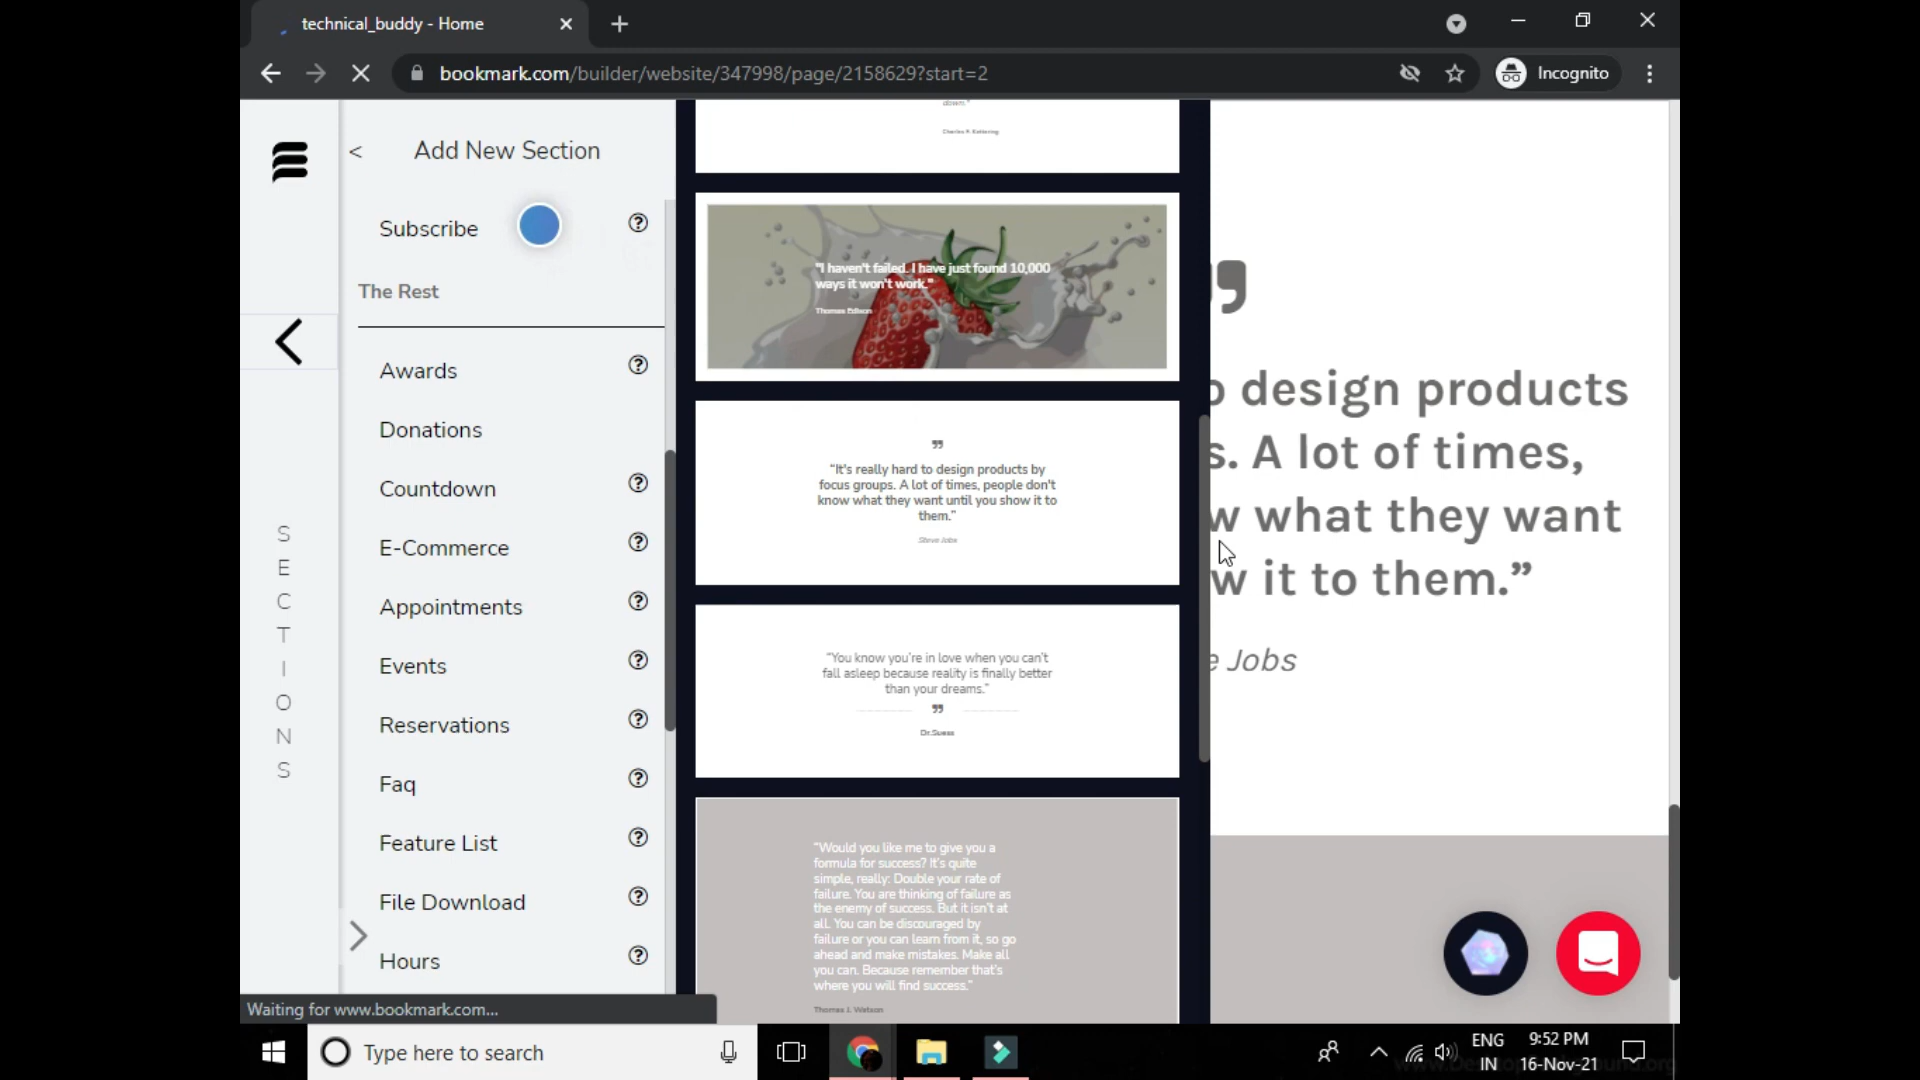 technical_buddy - Home
bookmark.com/builder/website/347998/page/2158629?start=2
Incognito
<
Add New Section
Subscribe
The Rest
Awards
Donations
Countdown
E-Commerce
Appointments
Events
Reservations
Faq
Feature List
File Download
Hours
SECTIONS
down."
Charles F. Kettering
"I haven't failed. I have just found 10,000
ways it won't work."
Thomas Edison
"It's really hard to design products by
focus groups. A lot of times, people don't
know what they want until you show it to
them."
Steve Jobs
"You know you're in love when you can't
fall asleep because reality is finally better
than your dreams."
Dr.Suess
"Would you like me to give you a
formula for success? It's quite
simple, really: Double your rate of
failure. You are thinking of failure as
the enemy of success. But it isn't at
all. You can be discouraged by
failure or you can learn from it, so go
ahead and make mistakes. Make all
you can. Because remember that's
where you will find success."
Thomas J. Watson
o design products
s. A lot of times,
w what they want
w it to them.”
e Jobs
Waiting for www.bookmark.com...
Type here to search
ENG
IN
9:52 PM
16-Nov-21